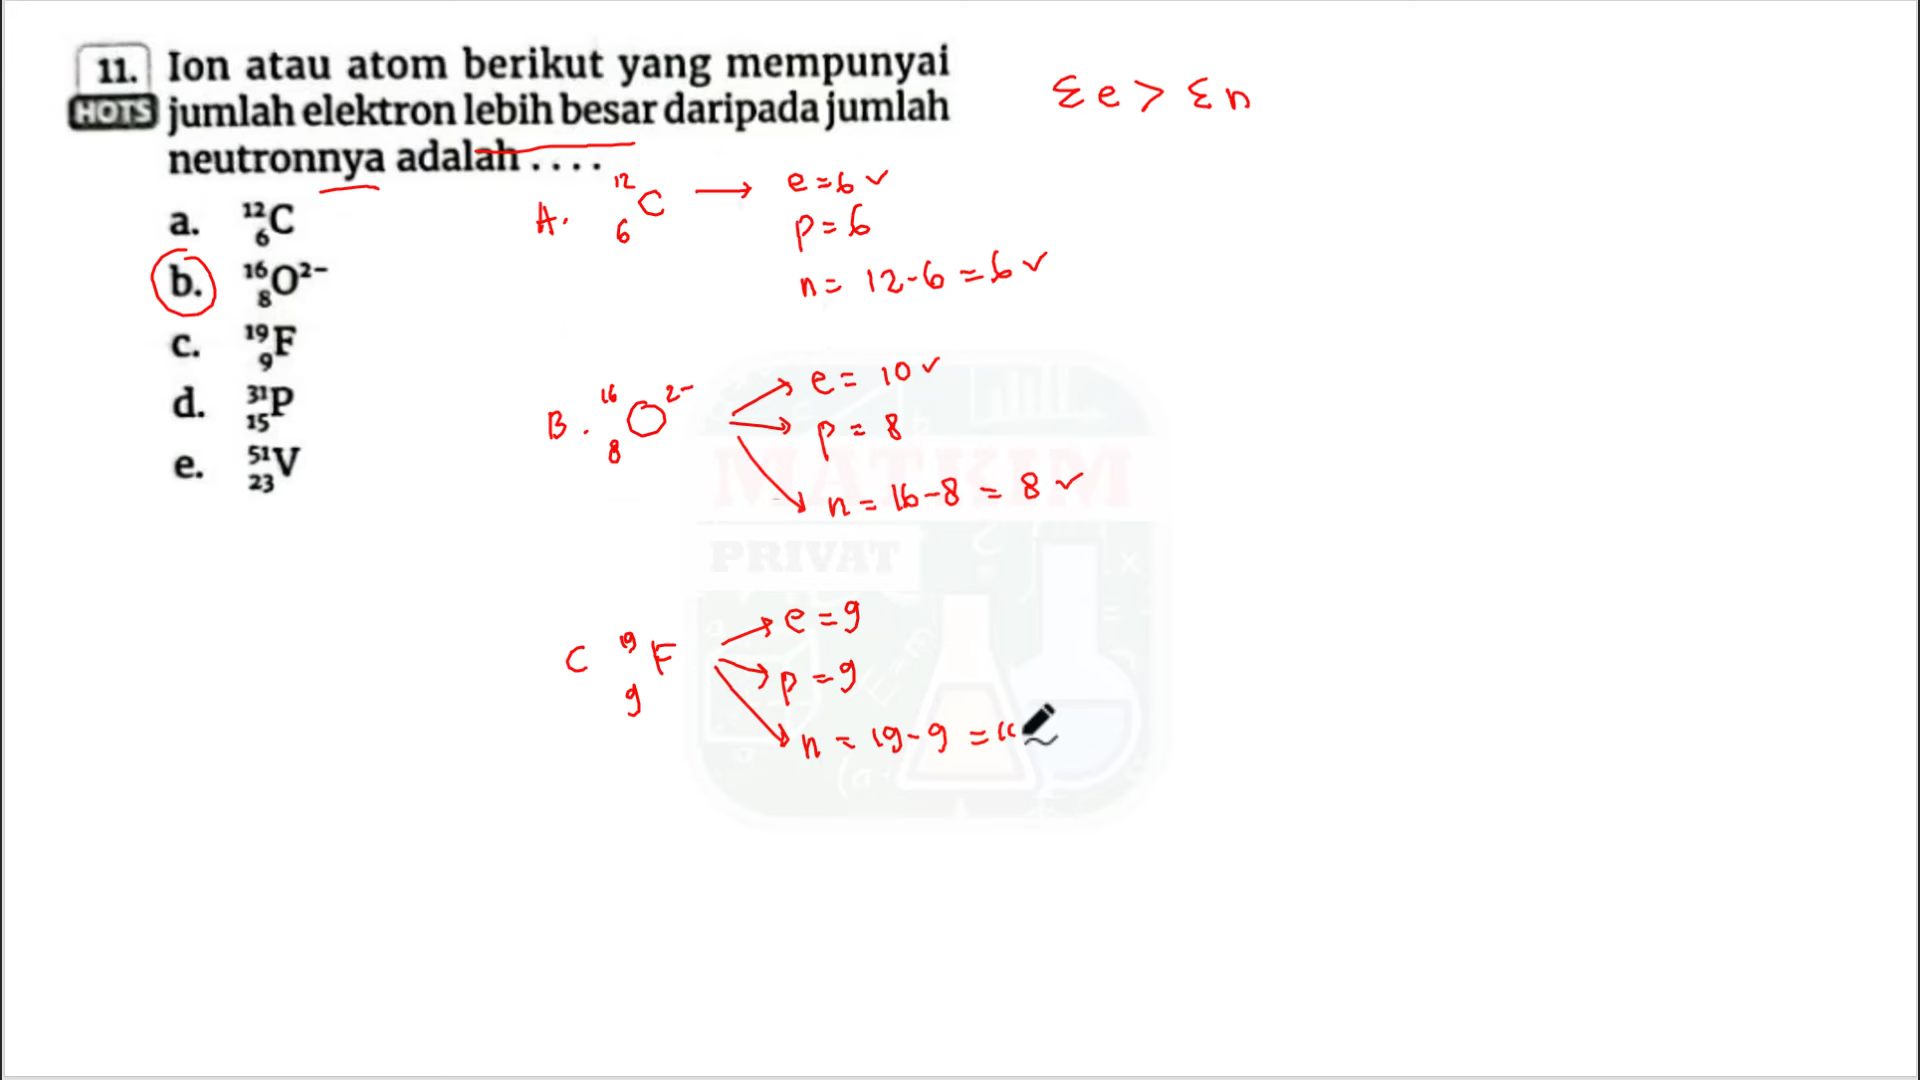 11. Ion atau atom berikut yang mempunyai
HOTS jumlah elektron lebih besar daripada jumlah
neutronnya adalah . . . .
Σe > Σn
a. ¹²₆C
b. ¹⁶₈O²⁻
c. ¹⁹₉F
d. ³¹₁₅P
e. ⁵¹₂₃V
A. ¹²₆C → e = 6 ✓
p = 6
n = 12 - 6 = 6 ✓
B. ¹⁶₈O²⁻ → e = 10 ✓
→ p = 8
→ n = 16 - 8 = 8 ✓
MATKIM
PRIVAT
C ¹⁹₉F → e = 9
→ p = 9
→ n = 19 - 9 =